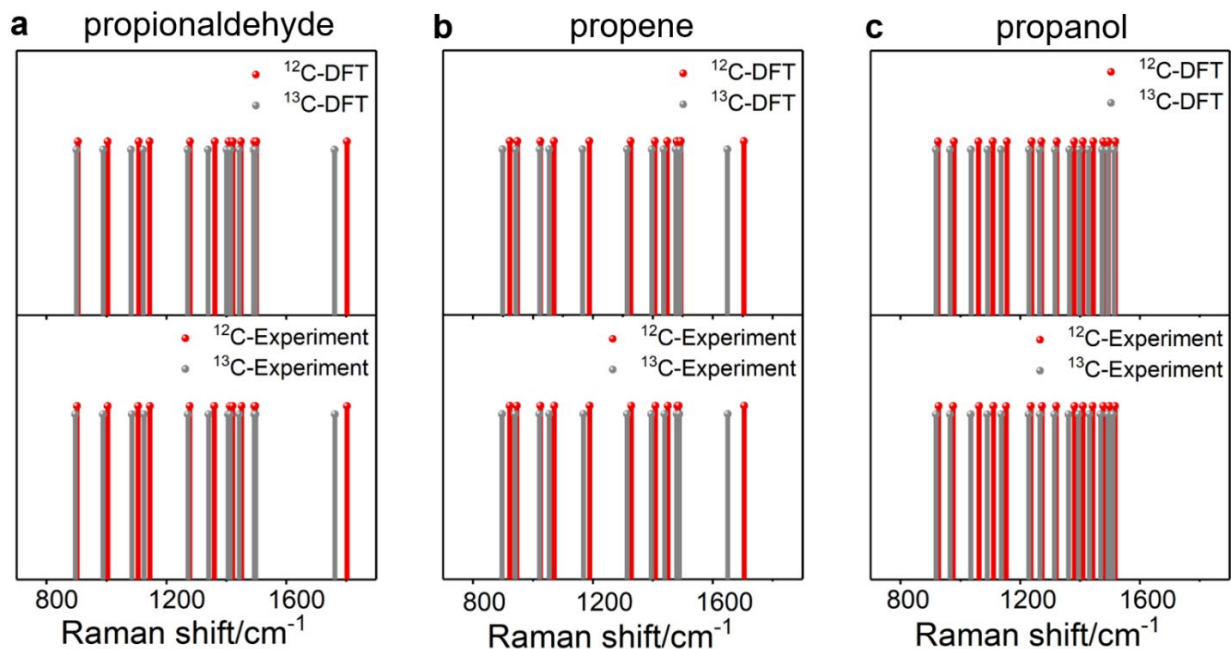 a propionaldehyde
¹²C-DFT
¹³C-DFT
¹²C-Experiment
¹³C-Experiment
800 1200 1600
Raman shift/cm⁻¹
b propene
¹²C-DFT
¹³C-DFT
¹²C-Experiment
¹³C-Experiment
800 1200 1600
Raman shift/cm⁻¹
c propanol
¹²C-DFT
¹³C-DFT
¹²C-Experiment
¹³C-Experiment
800 1200 1600
Raman shift/cm⁻¹